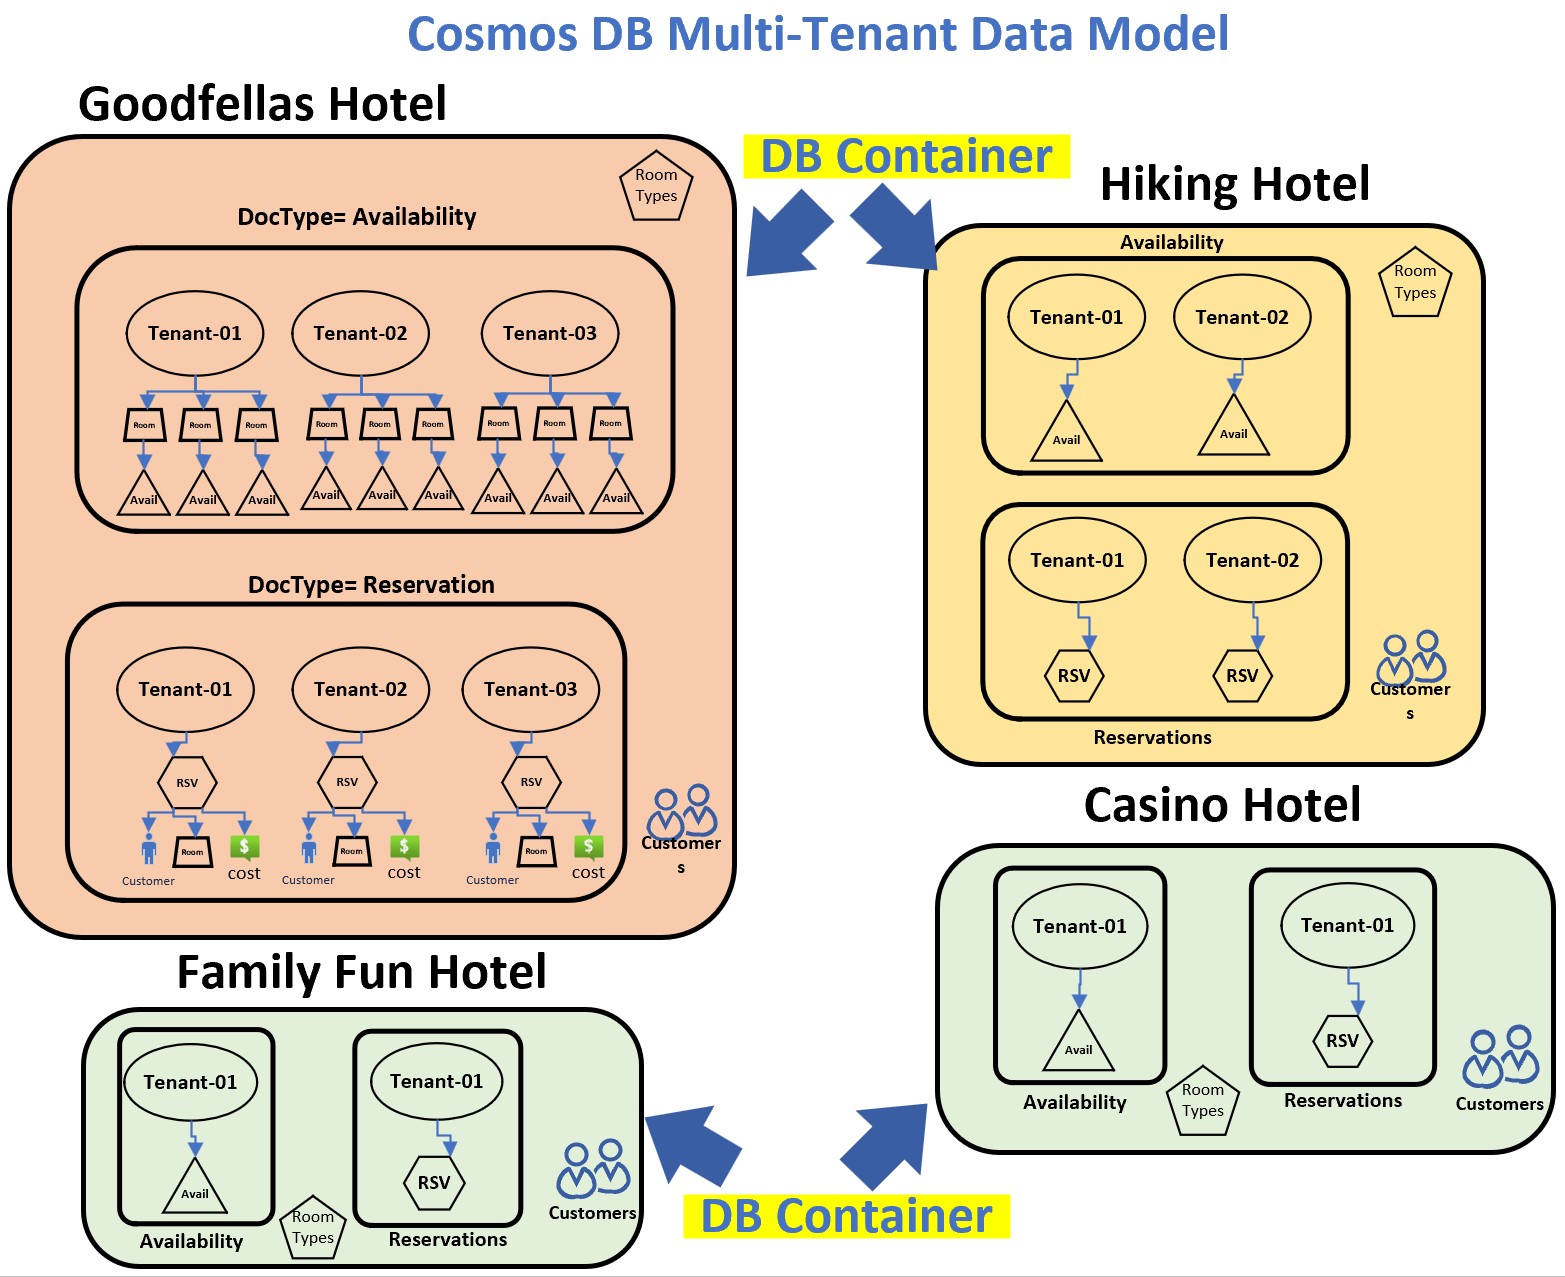 Cosmos DB Multi-Tenant Data Model
Goodfellas Hotel
Room
Types
DocType= Availability
Tenant-01
Tenant-02
Tenant-03
Room
Room
Room
Room
Room
Room
Room
Room
Room
Avail
Avail
Avail
Avail
Avail
Avail
Avail
Avail
Avail
DocType= Reservation
Tenant-01
Tenant-02
Tenant-03
RSV
RSV
RSV
Customer
Room
cost
Customer
Room
cost
Customer
Room
cost
Customer
s
DB Container
Hiking Hotel
Availability
Room
Types
Tenant-01
Tenant-02
Avail
Avail
Tenant-01
Tenant-02
RSV
RSV
Customer
s
Reservations
Casino Hotel
Tenant-01
Tenant-01
Avail
RSV
Availability
Room
Types
Reservations
Customers
Family Fun Hotel
Tenant-01
Tenant-01
Avail
RSV
Availability
Room
Types
Reservations
Customers
DB Container